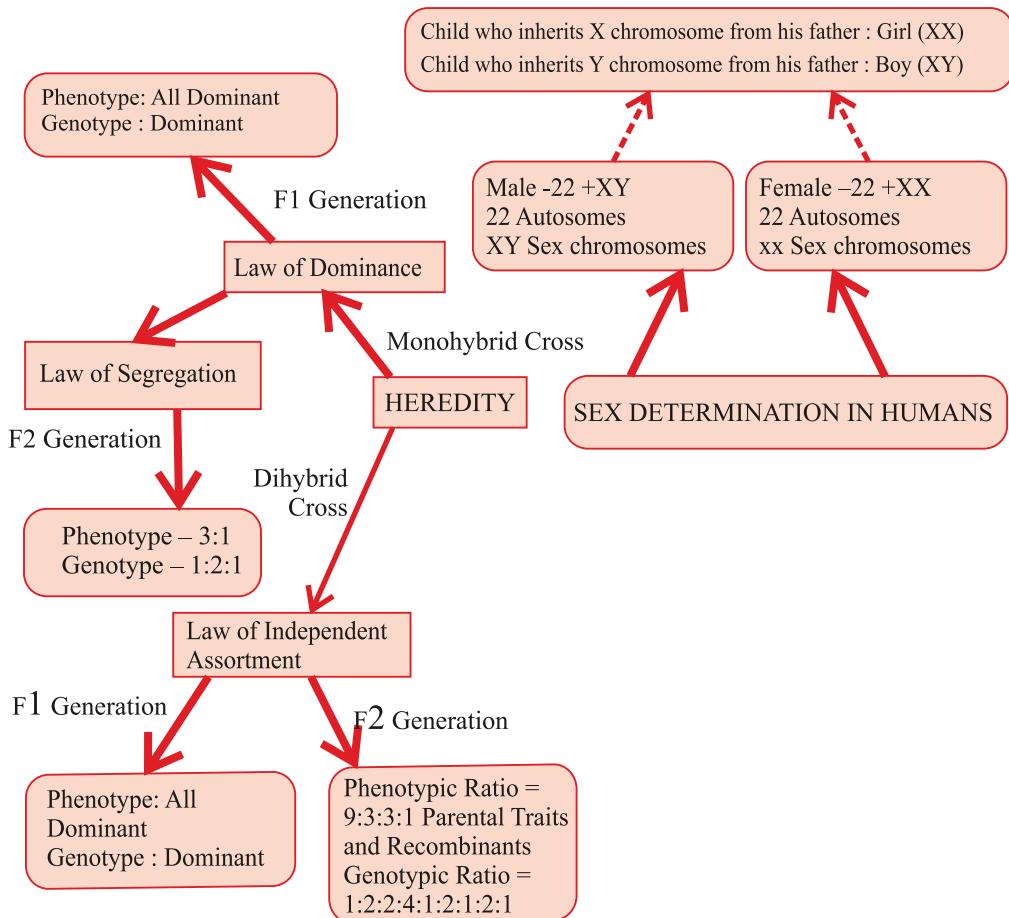 Child who inherits X chromosome from his father : Girl (XX)
Child who inherits Y chromosome from his father : Boy (XY)
Phenotype: All Dominant
Genotype : Dominant
F1 Generation
Male -22 +XY
22 Autosomes
XY Sex chromosomes
Female –22 +XX
22 Autosomes
xx Sex chromosomes
Law of Dominance
Monohybrid Cross
Law of Segregation
HEREDITY
SEX DETERMINATION IN HUMANS
F2 Generation
Dihybrid
Cross
Phenotype – 3:1
Genotype – 1:2:1
Law of Independent
Assortment
F1 Generation
F2 Generation
Phenotype: All
Dominant
Genotype : Dominant
Phenotypic Ratio =
9:3:3:1 Parental Traits
and Recombinants
Genotypic Ratio =
1:2:2:4:1:2:1:2:1